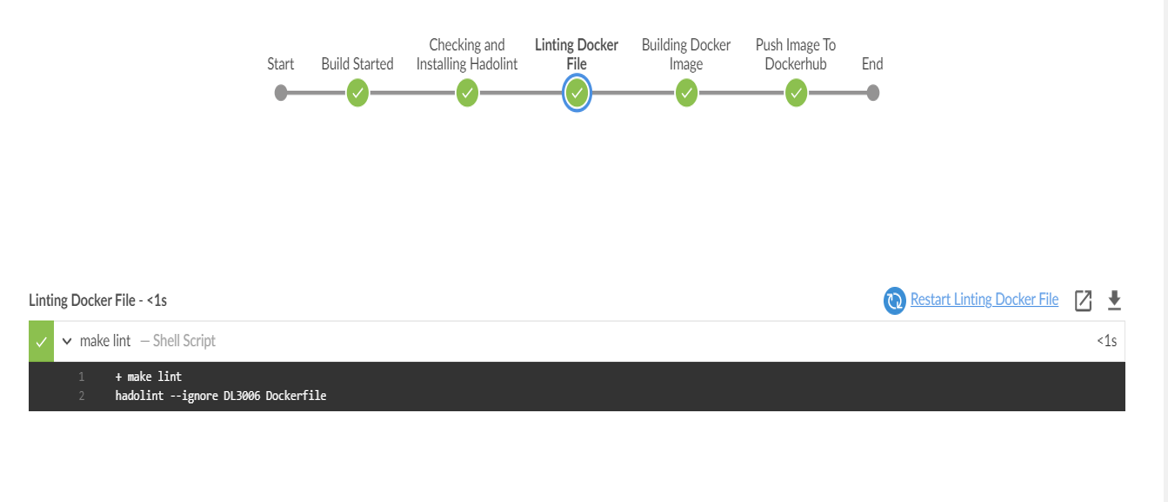 Start
Build Started
Checking and
Installing Hadolint
Linting Docker
File
Building Docker
Image
Push Image To
Dockerhub
End
Linting Docker File - <1s
Restart Linting Docker File
make lint — Shell Script
<1s
1 + make lint
2 hadolint --ignore DL3006 Dockerfile